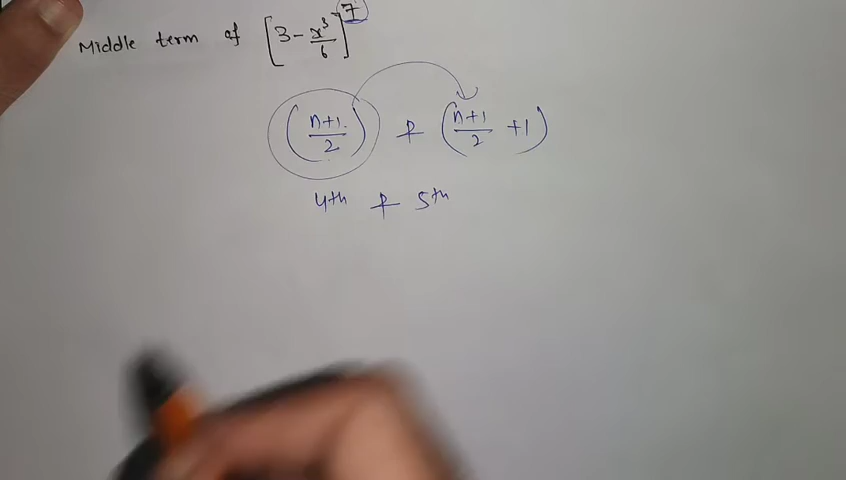 Middle term of [3 - x³/6]⁷
(n+1/2) & (n+1/2 +1)
4th & 5th